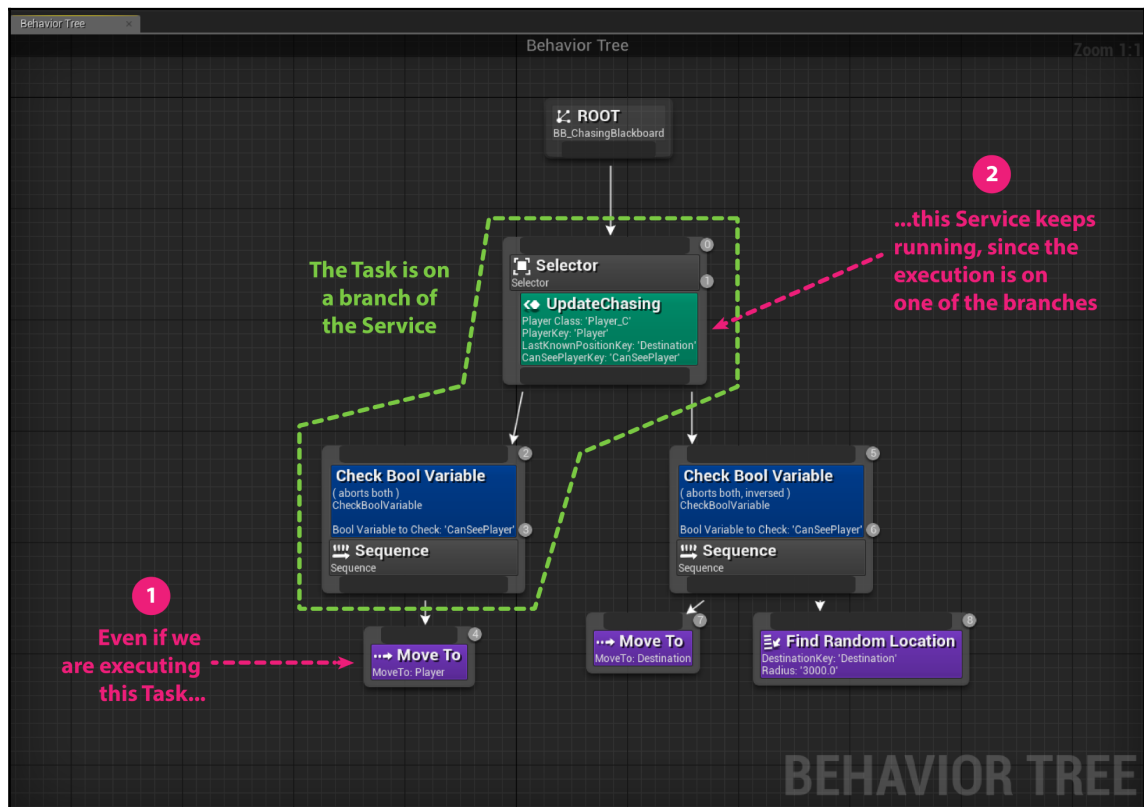 Behavior Tree
Behavior Tree
Zoom 1:1
ROOT
BB_ChasingBlackboard
2
...this Service keeps
running, since the
execution is on
one of the branches
The Task is on
a branch of
the Service
0
Selector
Selector
1
UpdateChasing
Player Class: 'Player_C'
PlayerKey: 'Player'
LastKnownPositionKey: 'Destination'
CanSeePlayerKey: 'CanSeePlayer'
2
Check Bool Variable
( aborts both )
CheckBoolVariable
Bool Variable to Check: 'CanSeePlayer'
3
Sequence
Sequence
5
Check Bool Variable
( aborts both, inversed )
CheckBoolVariable
Bool Variable to Check: 'CanSeePlayer'
6
Sequence
Sequence
1
Even if we
are executing
this Task...
4
Move To
MoveTo: Player
7
Move To
MoveTo: Destination
8
Find Random Location
DestinationKey: 'Destination'
Radius: '3000.0'
BEHAVIOR TREE